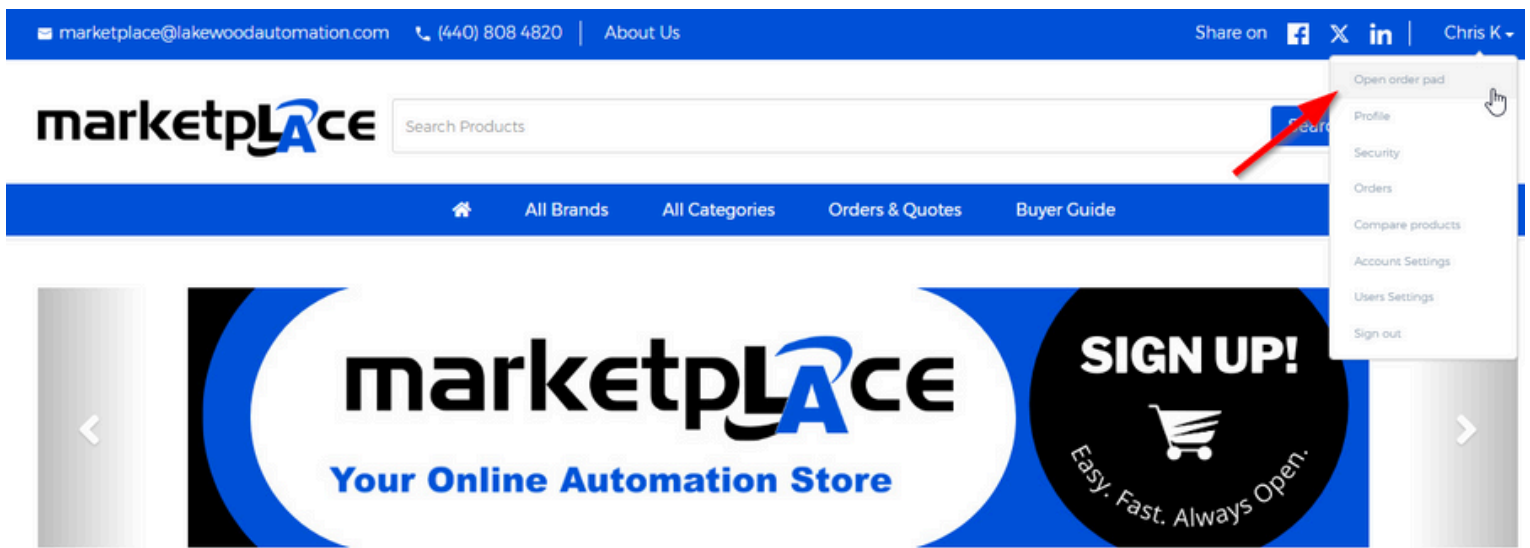 marketplace@lakewoodautomation.com (440) 808 4820 | About Us Share on f X in | Chris K
Open order pad
Profile
Security
Orders
Compare products
Account Settings
Users Settings
Sign out
marketpLAce
Search Products
All Brands All Categories Orders & Quotes Buyer Guide
marketpLAce
Your Online Automation Store
SIGN UP!
Easy. Fast. Always Open.